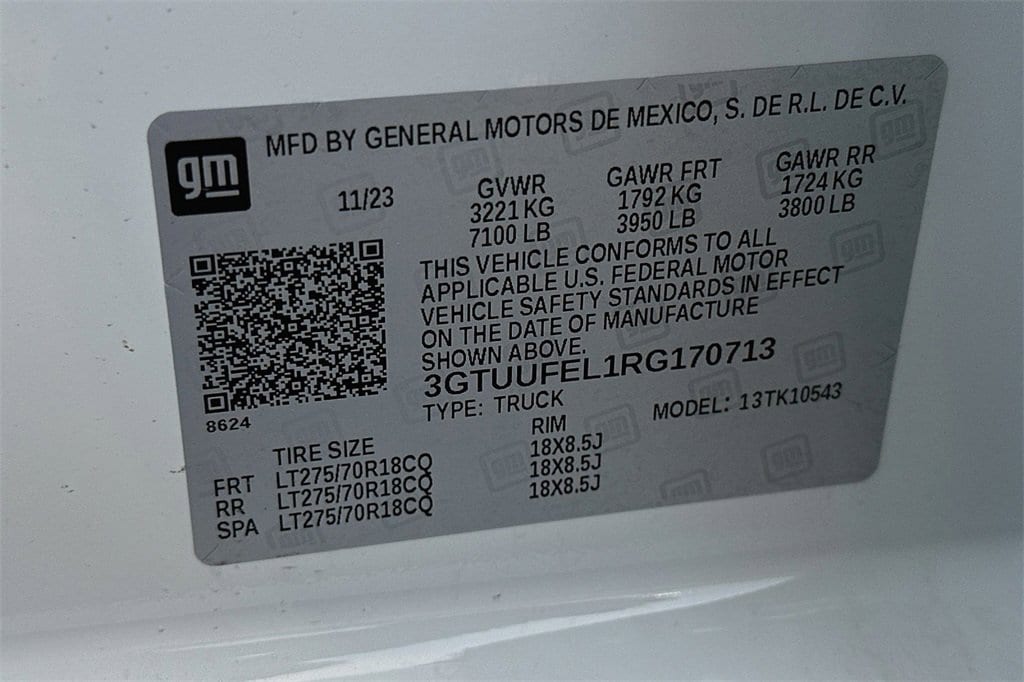 gm
MFD BY GENERAL MOTORS DE MEXICO, S. DE R.L. DE C.V.
11/23
GVWR
3221 KG
7100 LB
GAWR FRT
1792 KG
3950 LB
GAWR RR
1724 KG
3800 LB
THIS VEHICLE CONFORMS TO ALL
APPLICABLE U.S. FEDERAL MOTOR
VEHICLE SAFETY STANDARDS IN EFFECT
ON THE DATE OF MANUFACTURE
SHOWN ABOVE.
3GTUUFEL1RG170713
TYPE: TRUCK
MODEL: 13TK10543
8624
TIRE SIZE
RIM
FRT LT275/70R18CQ 18X8.5J
RR LT275/70R18CQ 18X8.5J
SPA LT275/70R18CQ 18X8.5J